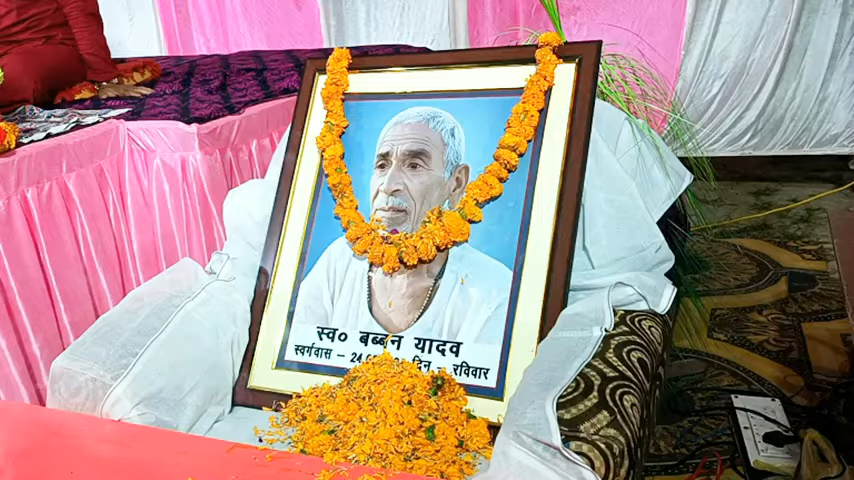 स्व० बब्बन यादव
स्वर्गवास – 24 दिन – रविवार